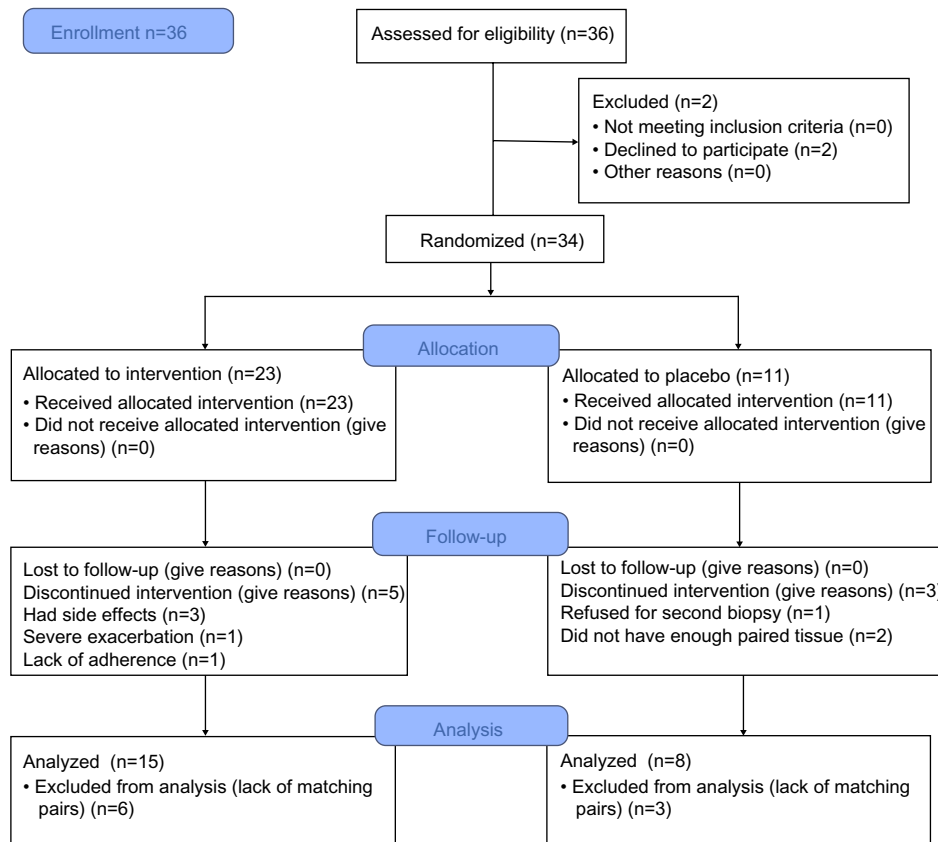 Enrollment n=36
Assessed for eligibility (n=36)
Excluded (n=2)
• Not meeting inclusion criteria (n=0)
• Declined to participate (n=2)
• Other reasons (n=0)
Randomized (n=34)
Allocation
Allocated to intervention (n=23)
• Received allocated intervention (n=23)
• Did not receive allocated intervention (give
reasons) (n=0)
Allocated to placebo (n=11)
• Received allocated intervention (n=11)
• Did not receive allocated intervention (give
reasons) (n=0)
Follow-up
Lost to follow-up (give reasons) (n=0)
Discontinued intervention (give reasons) (n=5)
Had side effects (n=3)
Severe exacerbation (n=1)
Lack of adherence (n=1)
Lost to follow-up (give reasons) (n=0)
Discontinued intervention (give reasons) (n=3)
Refused for second biopsy (n=1)
Did not have enough paired tissue (n=2)
Analysis
Analyzed (n=15)
• Excluded from analysis (lack of matching
pairs) (n=6)
Analyzed (n=8)
• Excluded from analysis (lack of matching
pairs) (n=3)